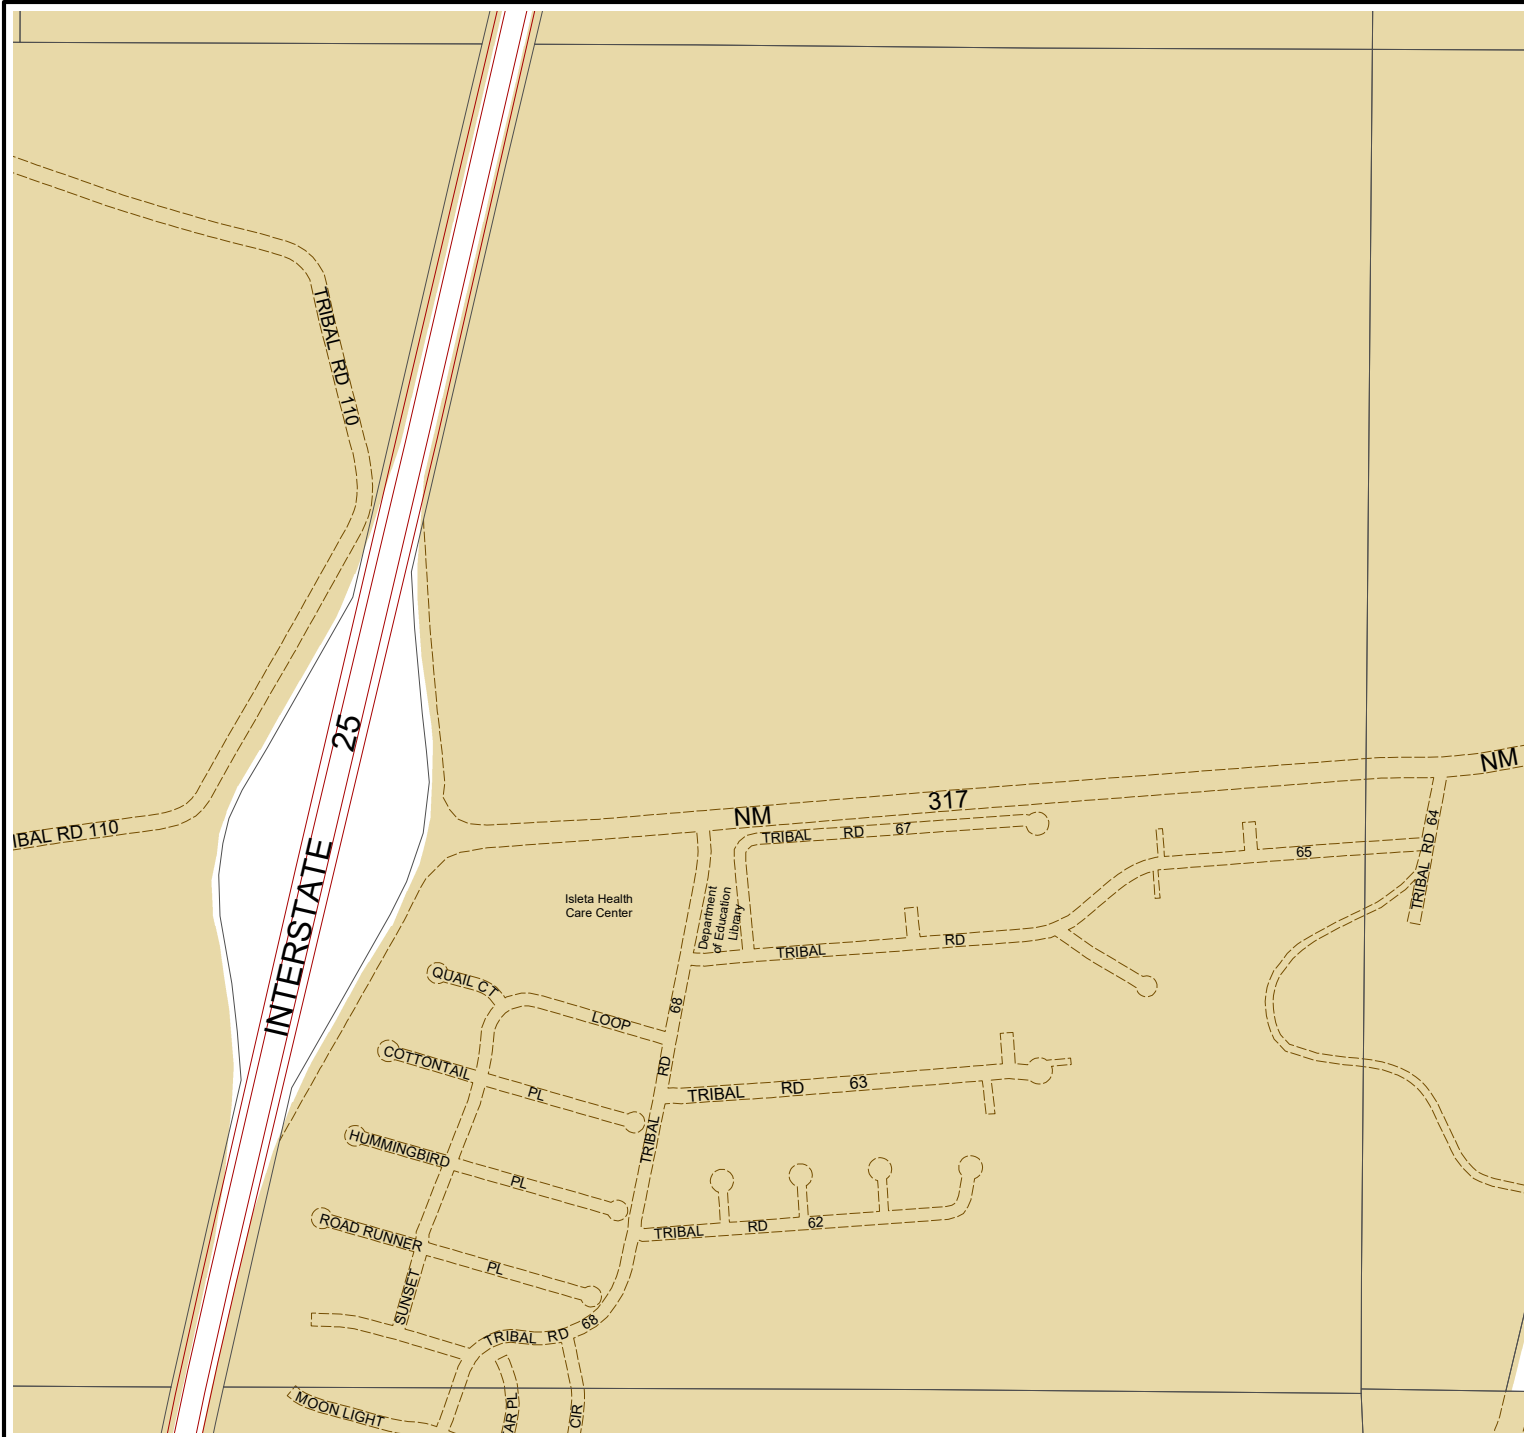 TRIBAL RD 110
25
INTERSTATE
IBAL RD 110
NM 317
NM
TRIBAL RD 67
TRIBAL RD 64
65
Isleta Health
Care Center
Department
of Education
Library
TRIBAL RD
QUAIL CT
LOOP
TRIBAL RD 68
COTTONTAIL PL
TRIBAL RD 63
HUMMINGBIRD PL
TRIBAL RD 62
ROAD RUNNER PL
SUNSET
TRIBAL RD 68
MOON LIGHT
AR PL
CIR